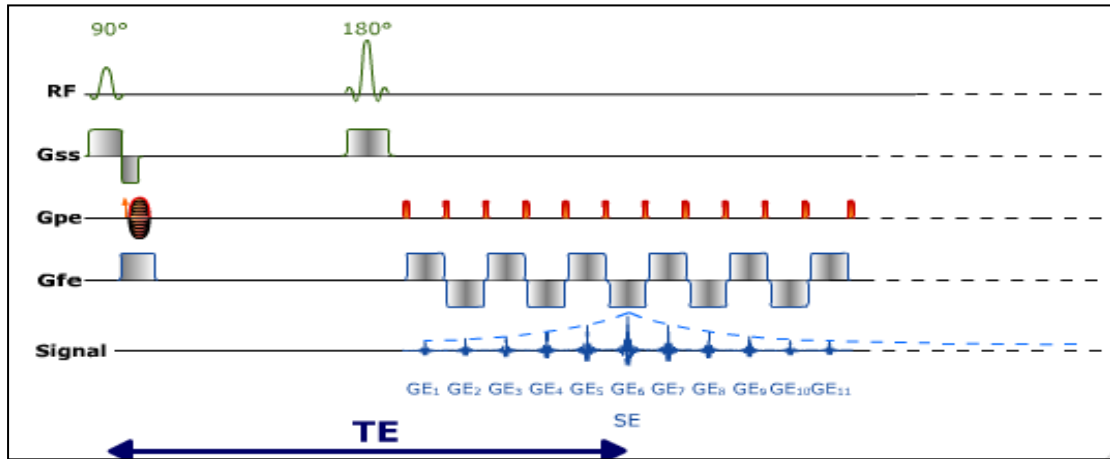 90° 180°
RF
Gss
Gpe
Gfe
Signal
GE₁ GE₂ GE₃ GE₄ GE₅ GE₆ GE₇ GE₈ GE₉ GE₁₀ GE₁₁
SE
TE